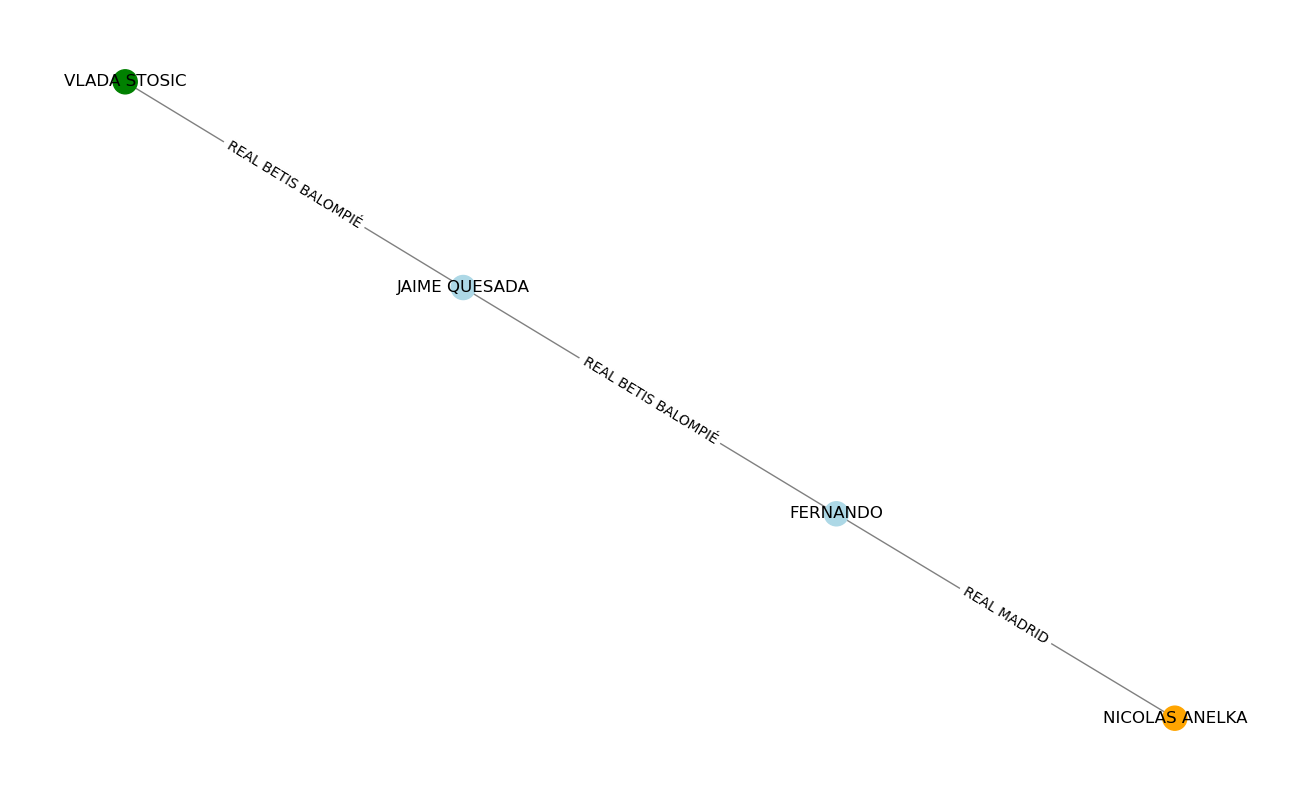 VLADA STOSIC
REAL BETIS BALOMPIÉ
JAIME QUESADA
REAL BETIS BALOMPIÉ
FERNANDO
REAL MADRID
NICOLAS ANELKA